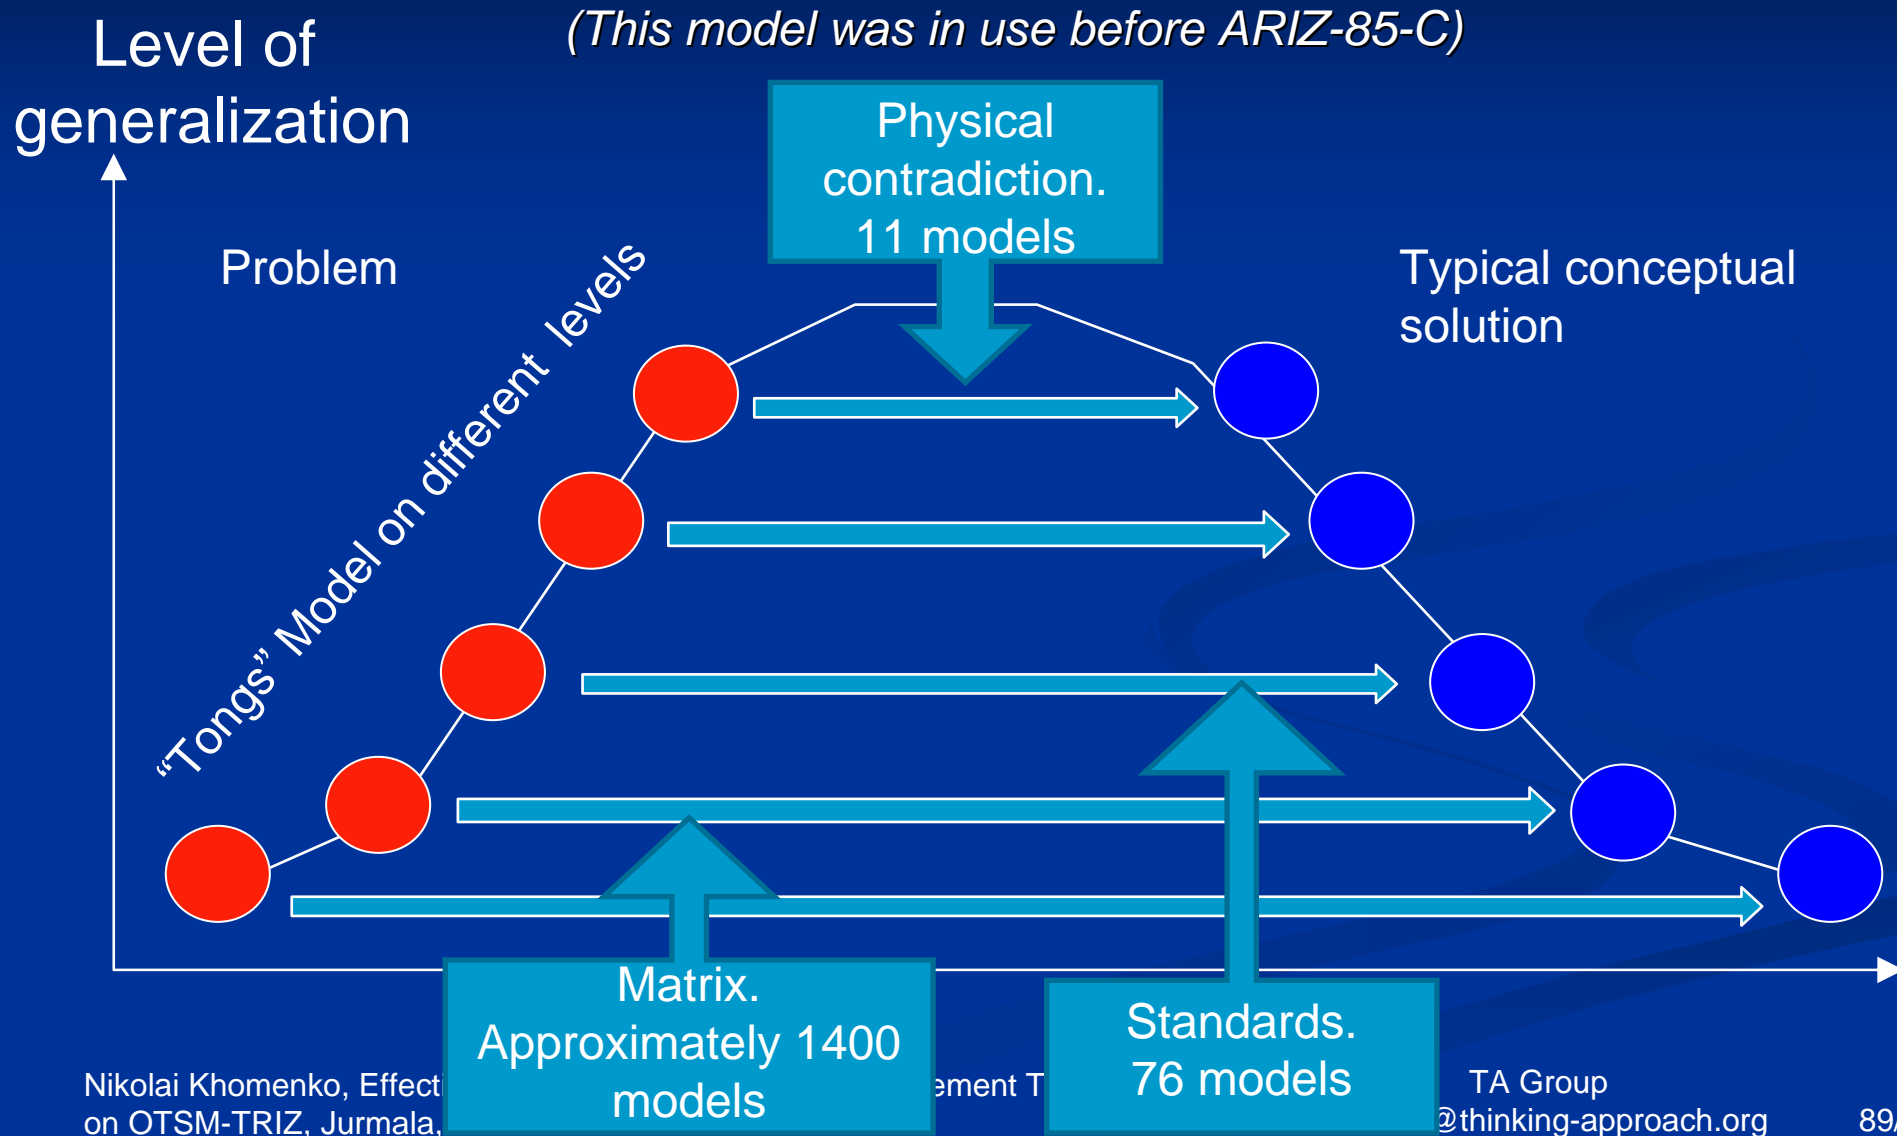 (This model was in use before ARIZ-85-C)
Level of
generalization
Physical
contradiction.
11 models
Problem
Typical conceptual
solution
“Tongs” Model on different levels
Matrix.
Approximately 1400
models
Standards.
76 models
Nikolai Khomenko,
on OTSM-TRIZ, Jurmala,
TA Group
@thinking-approach.org
89